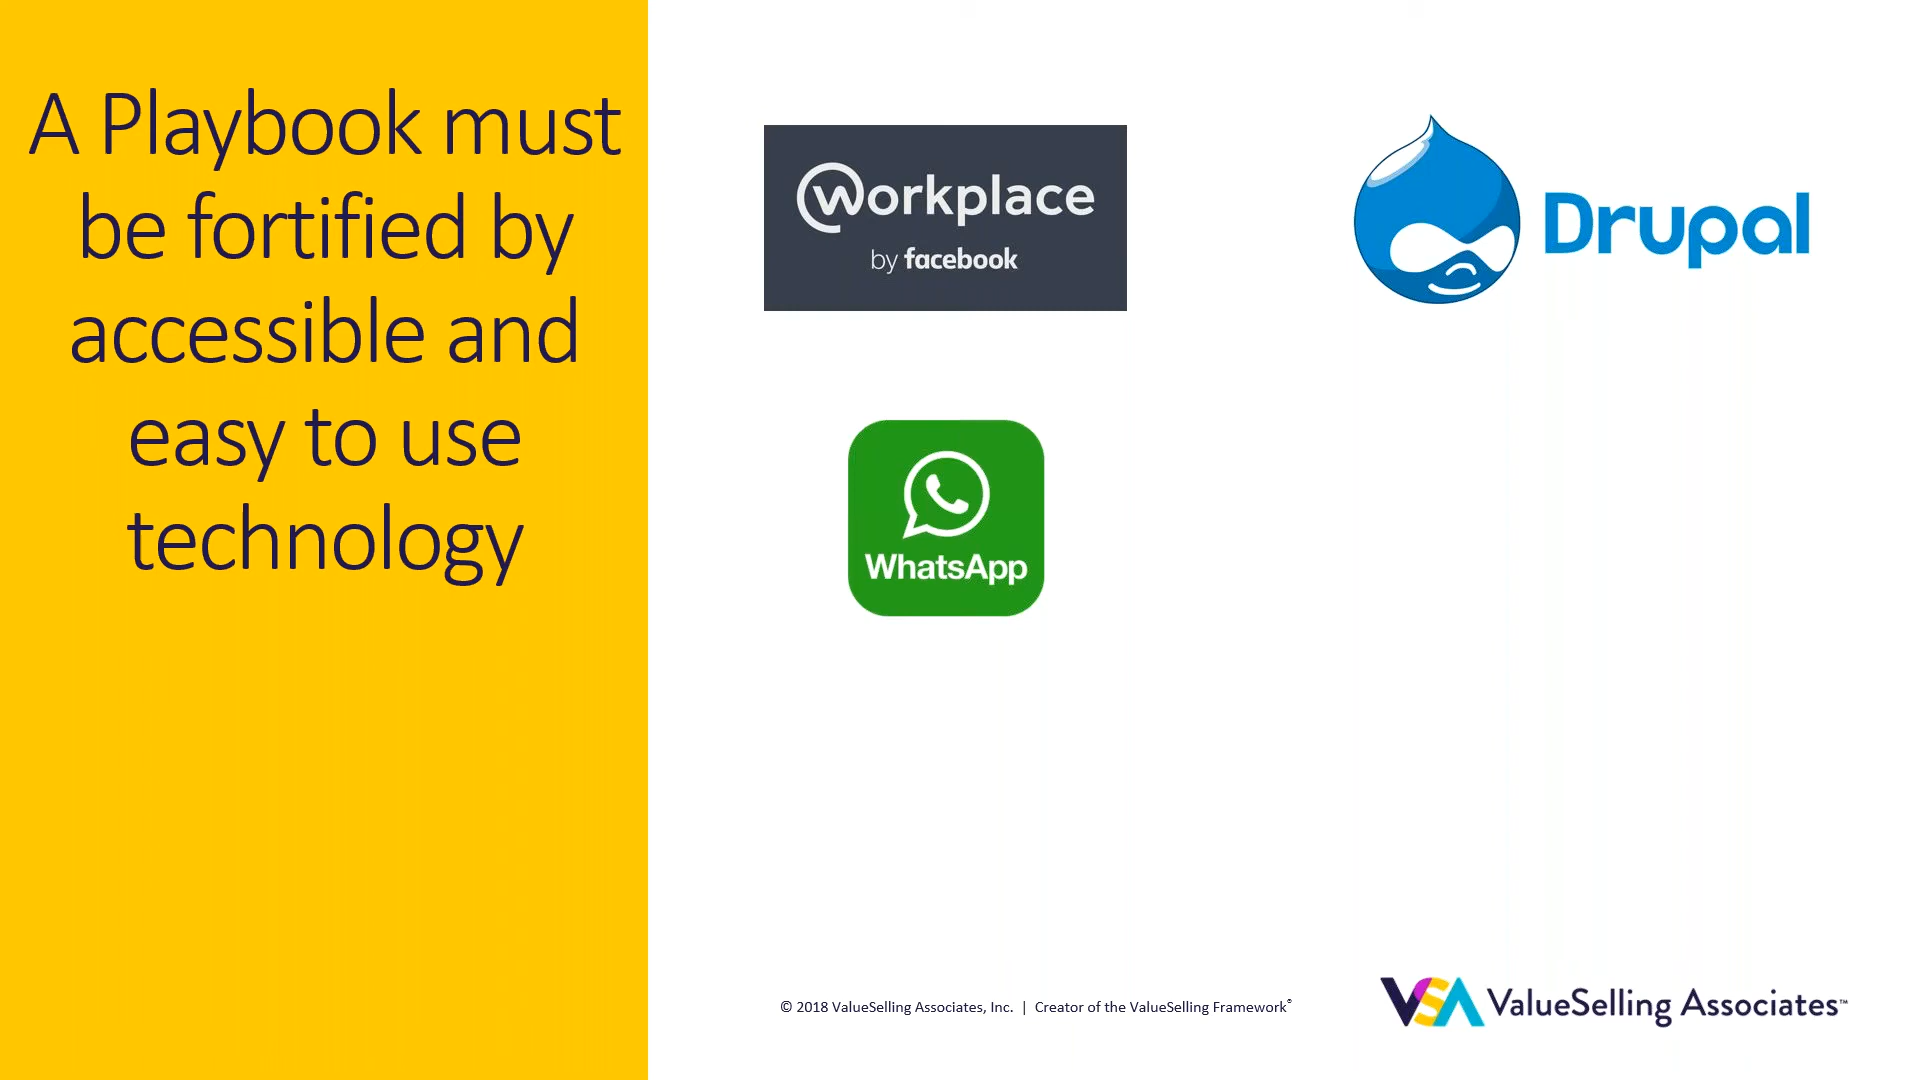 A Playbook must
be fortified by
accessible and
easy to use
technology
workplace
by facebook
Drupal
WhatsApp
© 2018 ValueSelling Associates, Inc. | Creator of the ValueSelling Framework®
VSA ValueSelling Associates™